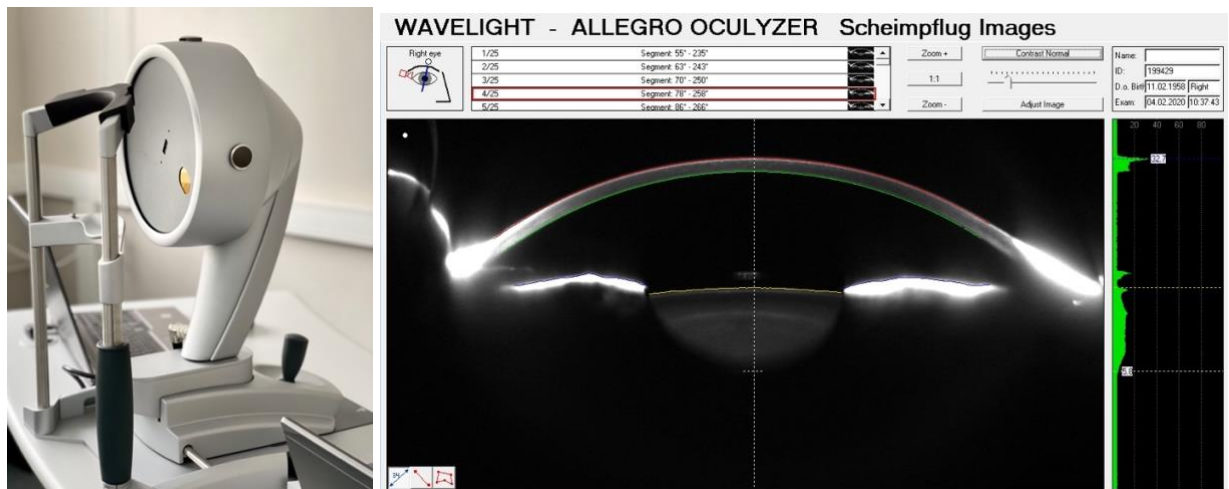 WAVELIGHT - ALLEGRO OCULYZER Scheimpflug Images
Right eye
1/25 Segment: 55° - 235°
2/25 Segment: 63° - 243°
3/25 Segment: 70° - 250°
4/25 Segment: 78° - 258°
5/25 Segment: 86° - 266°
Zoom +
1:1
Zoom -
Contrast Normal
Adjust Image
Name:
ID: 199429
D.o. Birth 11.02.1958 Right
Exam: 04.02.2020 10:37:43
20 40 60 80
32.7
5.8